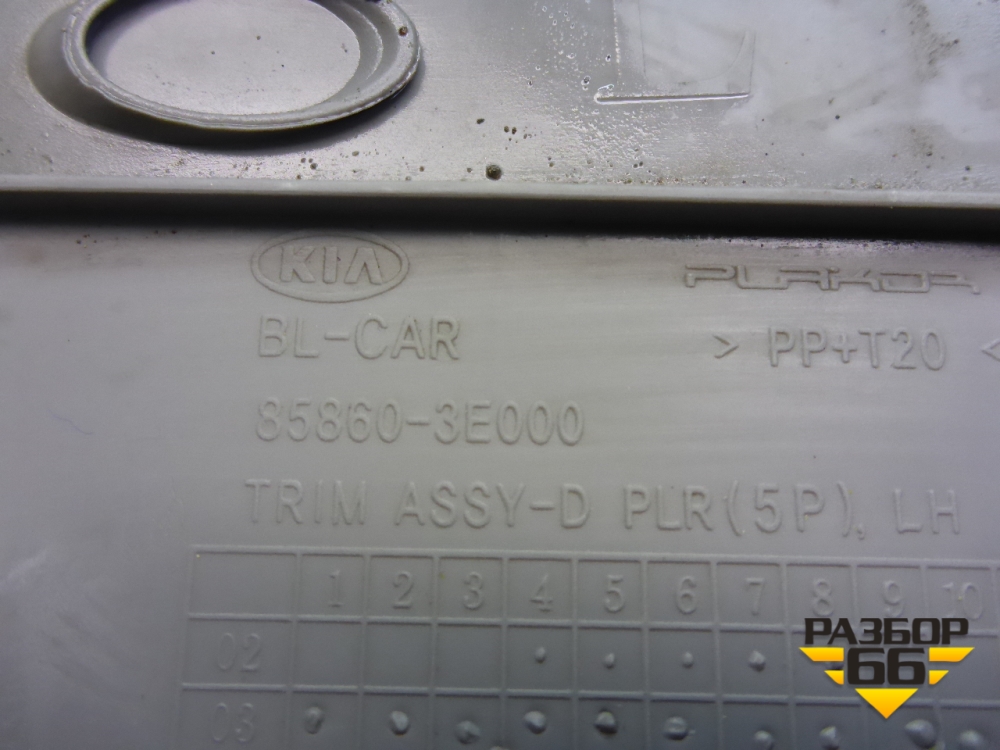 KIA
PLAKOR
BL-CAR
> PP+T20 <
85860-3E000
TRIM ASSY-D PLR(5P), LH
1 2 3 4 5 6 7 8 9 10
02
03
РАЗБОР
66